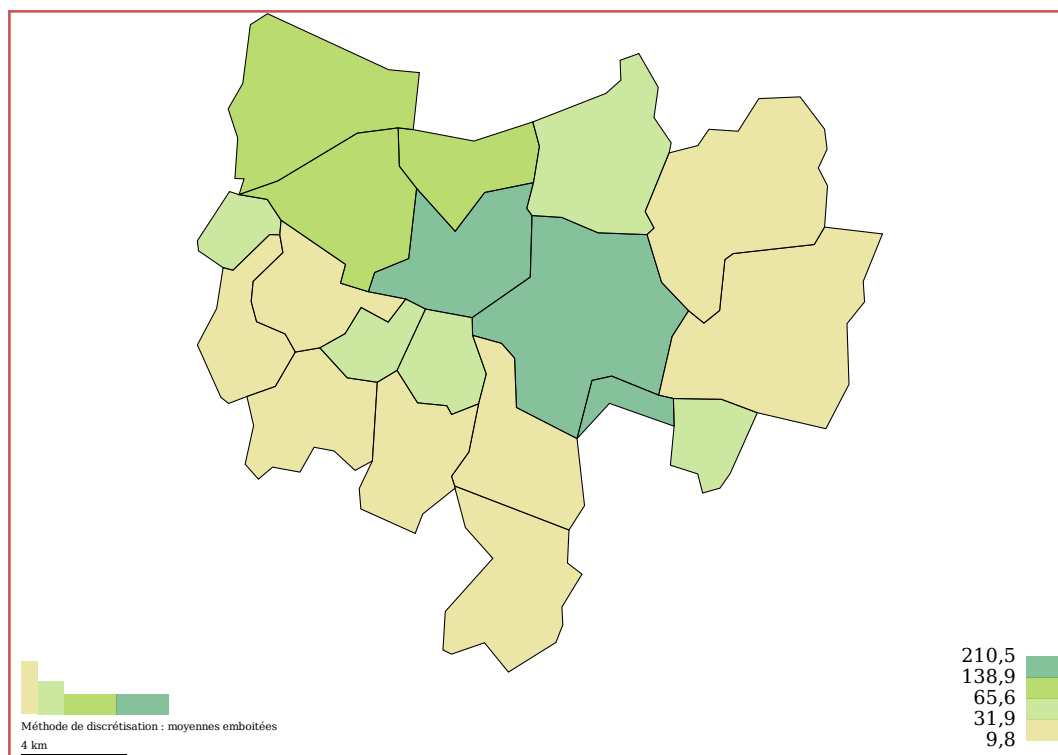 210,5
138,9
65,6
31,9
9,8
Méthode de discrétisation : moyennes emboitées
4 km